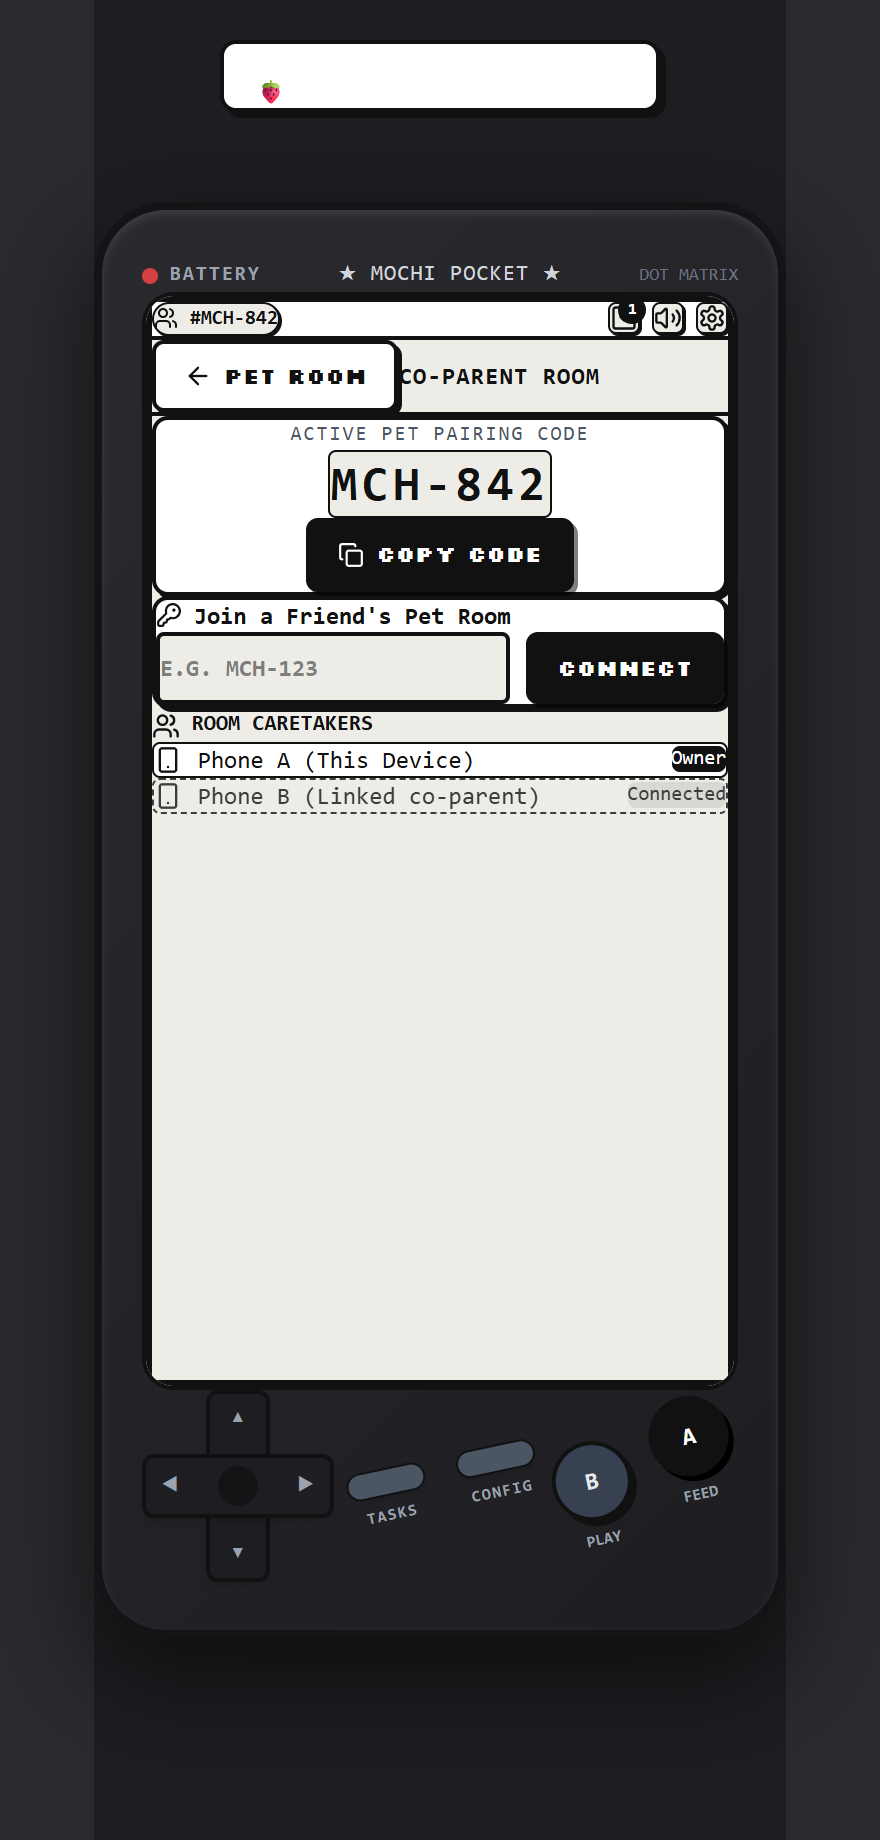 BATTERY ★ MOCHI POCKET ★ DOT MATRIX
#MCH-842 1
PET ROOM CO-PARENT ROOM
ACTIVE PET PAIRING CODE
MCH-842
COPY CODE
Join a Friend's Pet Room
E.G. MCH-123 CONNECT
ROOM CARETAKERS
Phone A (This Device) Owner
Phone B (Linked co-parent) Connected
A
B
TASKS
CONFIG
FEED
PLAY